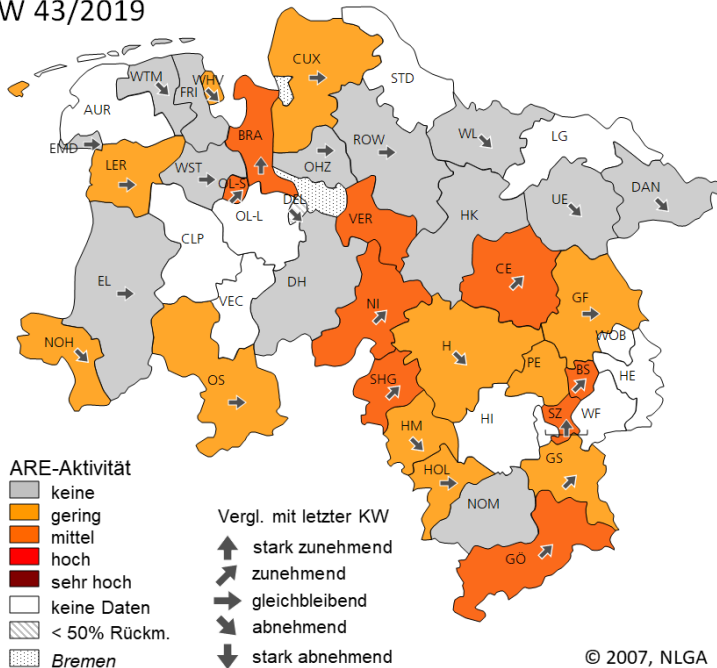 W 43/2019
CUX
STD
WTM
WHV
FRI
AUR
BRA
ROW
WL
LG
EMD
LER
WST
OHZ
OL-S
DEL
UE
DAN
OL-L
VER
HK
CLP
CE
EL
DH
VEC
NI
GF
NOH
WOB
H
PE
OS
SHG
BS
HE
HI
SZ
WF
HM
GS
HOL
NOM
GÖ
ARE-Aktivität
keine
gering
mittel
hoch
sehr hoch
keine Daten
< 50% Rückm.
Bremen
Vergl. mit letzter KW
stark zunehmend
zunehmend
gleichbleibend
abnehmend
stark abnehmend
© 2007, NLGA